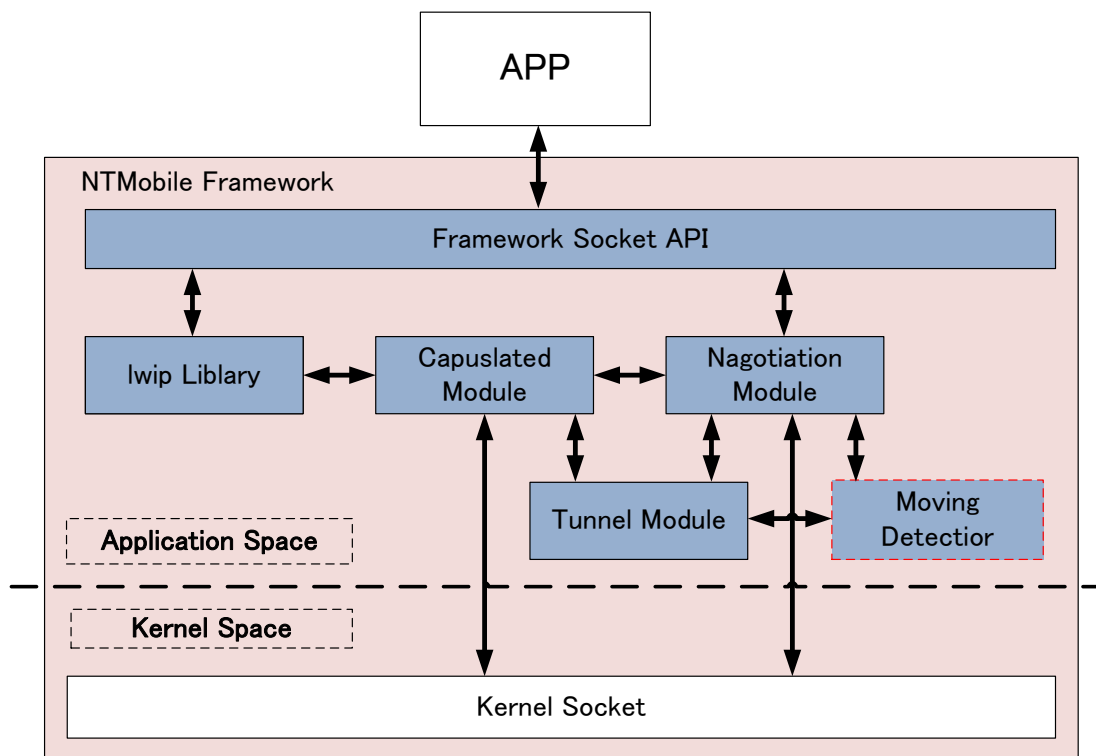 APP
NTMobile Framework
Framework Socket API
lwip Liblary
Capuslated
Module
Nagotiation
Module
Tunnel Module
Moving
Detectior
Application Space
Kernel Space
Kernel Socket